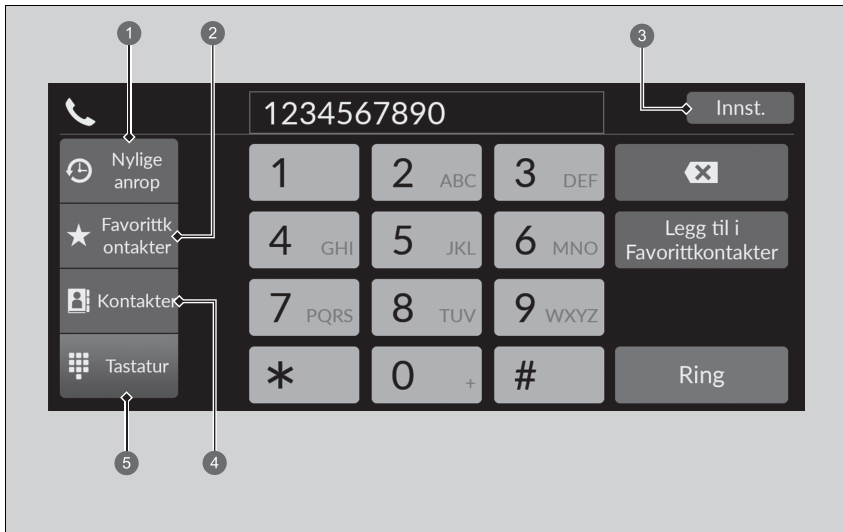 1
2
3
1234567890
Innst.
Nylige
anrop
1
2 ABC
3 DEF
Favorittk
ontakter
4 GHI
5 JKL
6 MNO
Legg til i
Favorittkontakter
Kontakter
7 PQRS
8 TUV
9 WXYZ
Tastatur
*
0 +
#
Ring
5
4